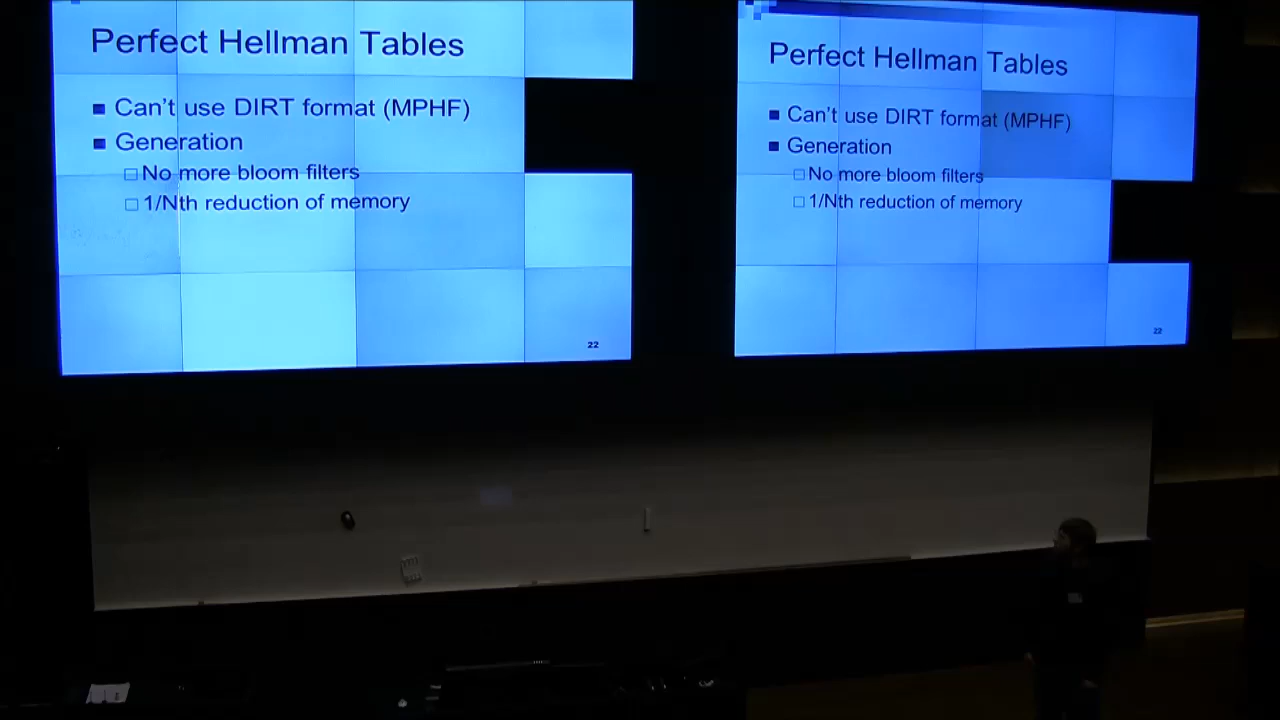 Perfect Hellman Tables
Can't use DIRT format (MPHF)
Generation
No more bloom filters
1/Nth reduction of memory
22
Perfect Hellman Tables
Can't use DIRT format (MPHF)
Generation
No more bloom filters
1/Nth reduction of memory
22